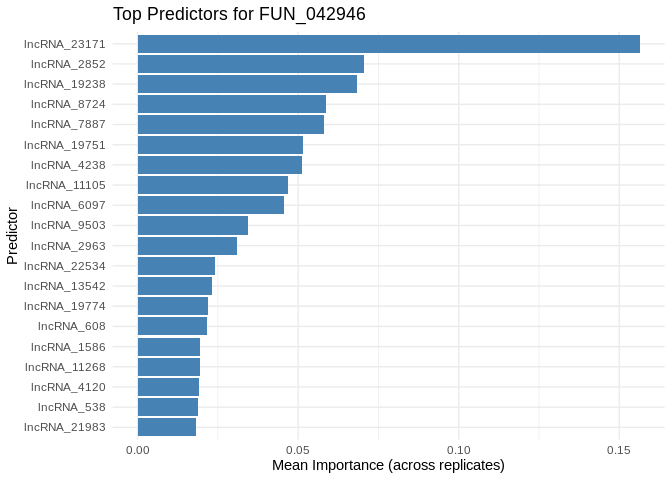 Top Predictors for FUN_042946
Predictor
lncRNA_23171
lncRNA_2852
lncRNA_19238
lncRNA_8724
lncRNA_7887
lncRNA_19751
lncRNA_4238
lncRNA_11105
lncRNA_6097
lncRNA_9503
lncRNA_2963
lncRNA_22534
lncRNA_13542
lncRNA_19774
lncRNA_608
lncRNA_1586
lncRNA_11268
lncRNA_4120
lncRNA_538
lncRNA_21983
0.00 0.05 0.10 0.15
Mean Importance (across replicates)